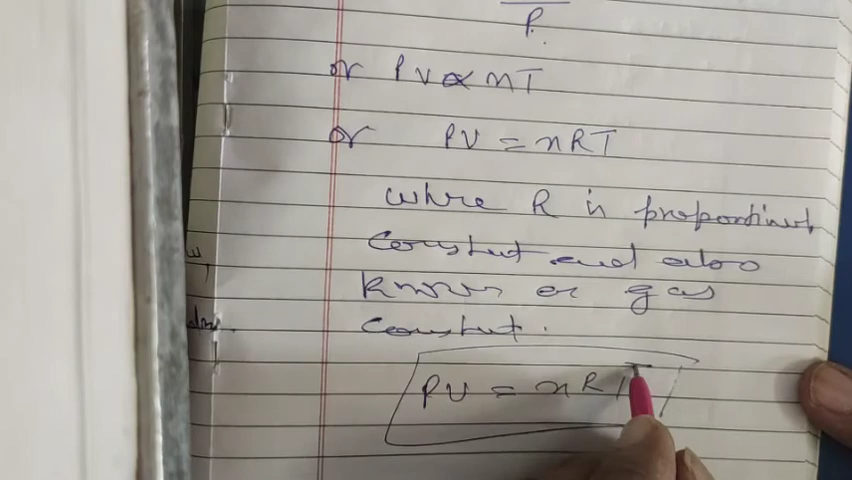 P.
or PV ∝ nT
or PV = nRT
where R is proportional
constant and also
known as gas
constant.
PV = nRT